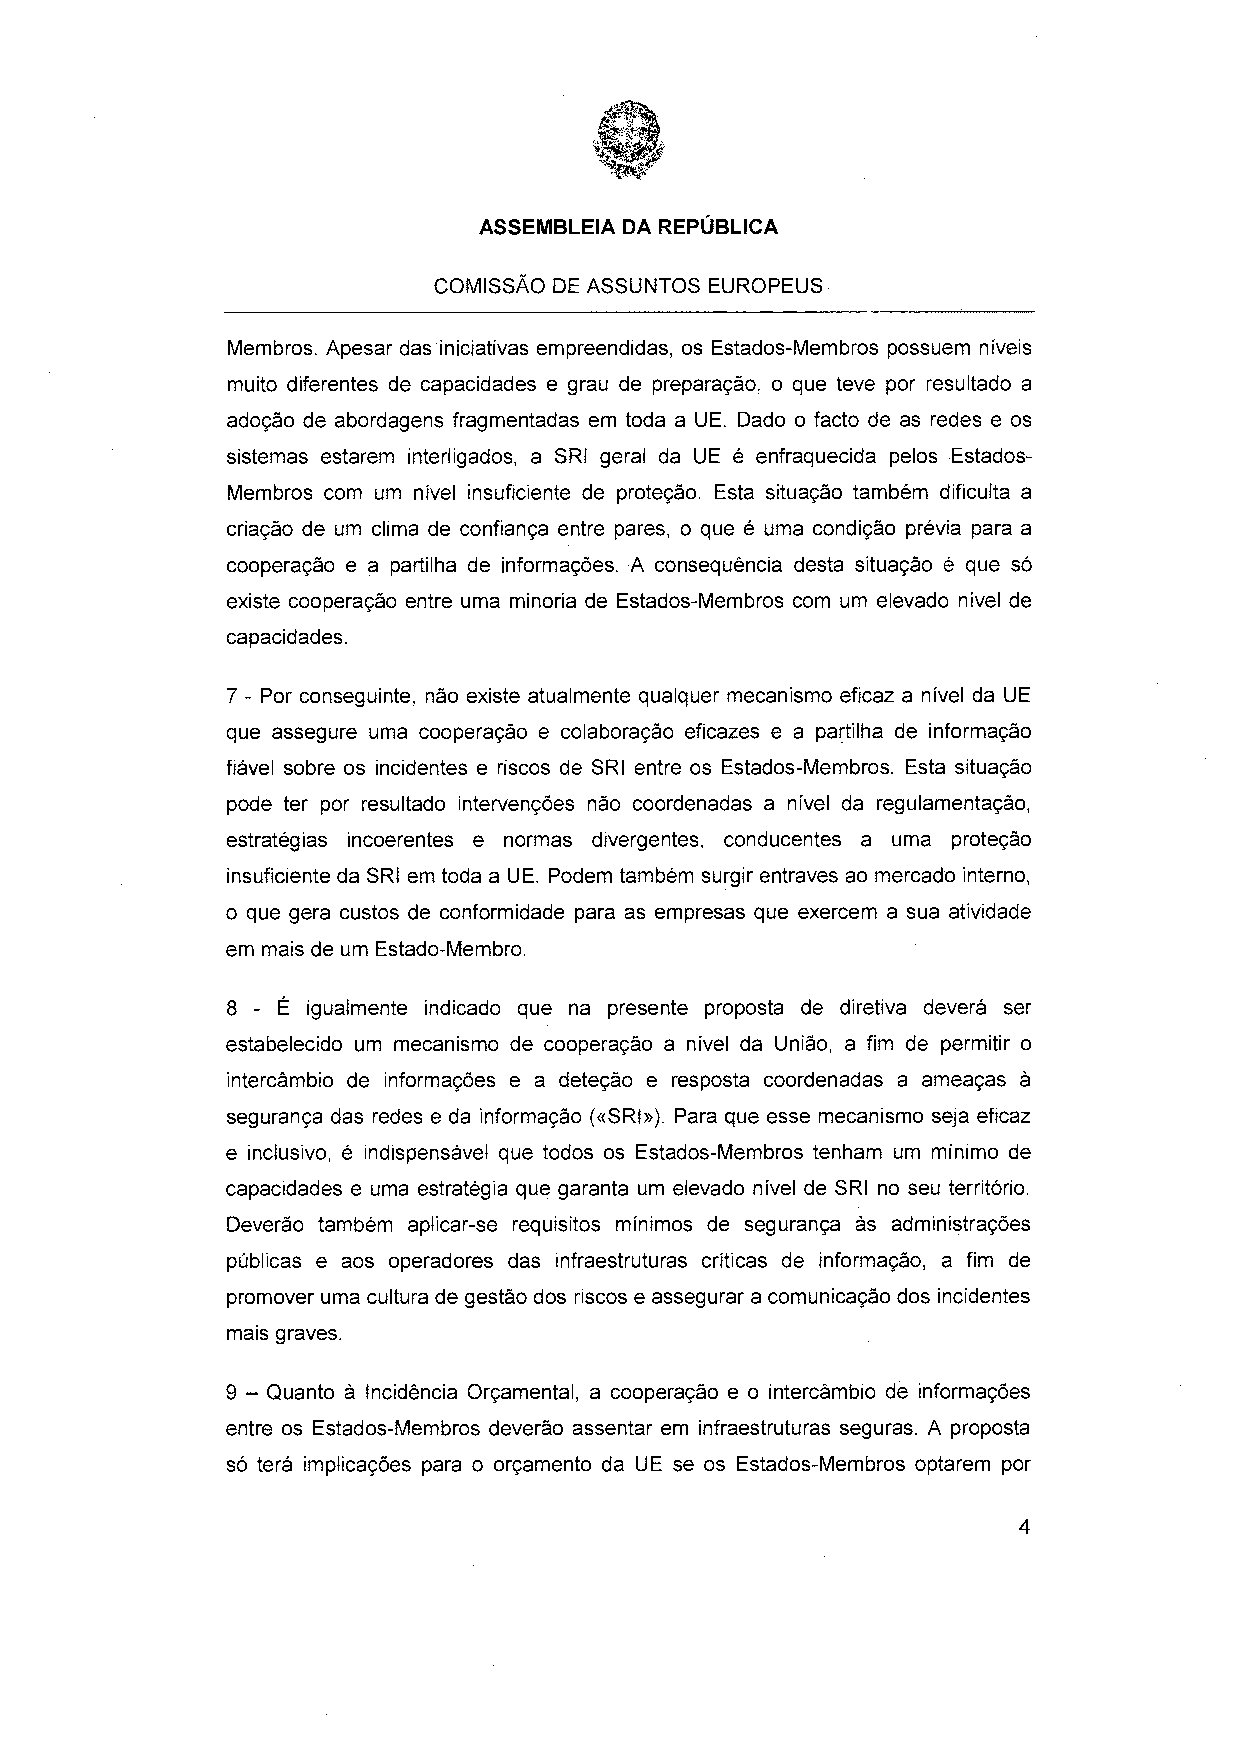 ASSEMBLEIA DA REPÚBLICA
COMISSÃO DE ASSUNTOS EUROPEUS
Membros. Apesar das iniciativas empreendidas, os Estados-Membros possuem níveis
muito diferentes de capacidades e grau de preparação, o que teve por resultado a
adoção de abordagens fragmentadas em toda a UE. Dado o facto de as redes e os
sistemas estarem interligados, a SRI geral da UE é enfraquecida pelos Estados-
Membros com um nível insuficiente de proteção. Esta situação também dificulta a
criação de um clima de confiança entre pares, o que é uma condição prévia para a
cooperação e a partilha de informações. A consequência desta situação é que só
existe cooperação entre uma minoria de Estados-Membros com um elevado nível de
capacidades.
7 - Por conseguinte, não existe atualmente qualquer mecanismo eficaz a nível da UE
que assegure uma cooperação e colaboração eficazes e a partilha de informação
fiável sobre os incidentes e riscos de SRI entre os Estados-Membros. Esta situação
pode ter por resultado intervenções não coordenadas a nível da regulamentação,
estratégias incoerentes e normas divergentes, conducentes a uma proteção
insuficiente da SRI em toda a UE. Podem também surgir entraves ao mercado interno,
o que gera custos de conformidade para as empresas que exercem a sua atividade
em mais de um Estado-Membro.
8 - É igualmente indicado que na presente proposta de diretiva deverá ser
estabelecido um mecanismo de cooperação a nível da União, a fim de permitir o
intercâmbio de informações e a deteção e resposta coordenadas a ameaças à
segurança das redes e da informação («SRI»). Para que esse mecanismo seja eficaz
e inclusivo, é indispensável que todos os Estados-Membros tenham um mínimo de
capacidades e uma estratégia que garanta um elevado nível de SRI no seu território.
Deverão também aplicar-se requisitos mínimos de segurança às administrações
públicas e aos operadores das infraestruturas críticas de informação, a fim de
promover uma cultura de gestão dos riscos e assegurar a comunicação dos incidentes
mais graves.
9 – Quanto à Incidência Orçamental, a cooperação e o intercâmbio de informações
entre os Estados-Membros deverão assentar em infraestruturas seguras. A proposta
só terá implicações para o orçamento da UE se os Estados-Membros optarem por
4